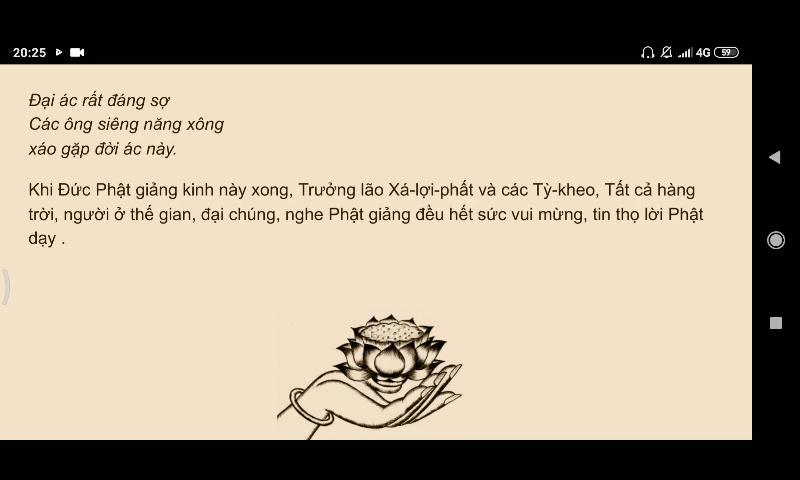 20:25
4G 59
Đại ác rất đáng sợ
Các ông siêng năng xông
xáo gặp đời ác này.
Khi Đức Phật giảng kinh này xong, Trưởng lão Xá-lợi-phất và các Tỳ-kheo, Tất cả hàng
trời, người ở thế gian, đại chúng, nghe Phật giảng đều hết sức vui mừng, tin thọ lời Phật
dạy .